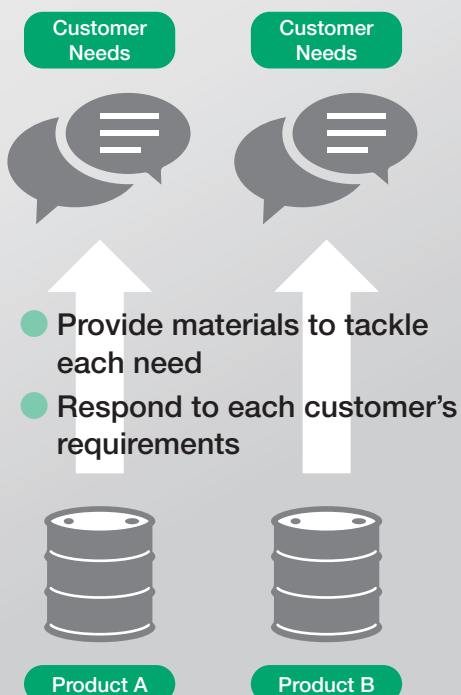 Customer
Needs
Customer
Needs
Provide materials to tackle
each need
Respond to each customer's
requirements
Product A
Product B